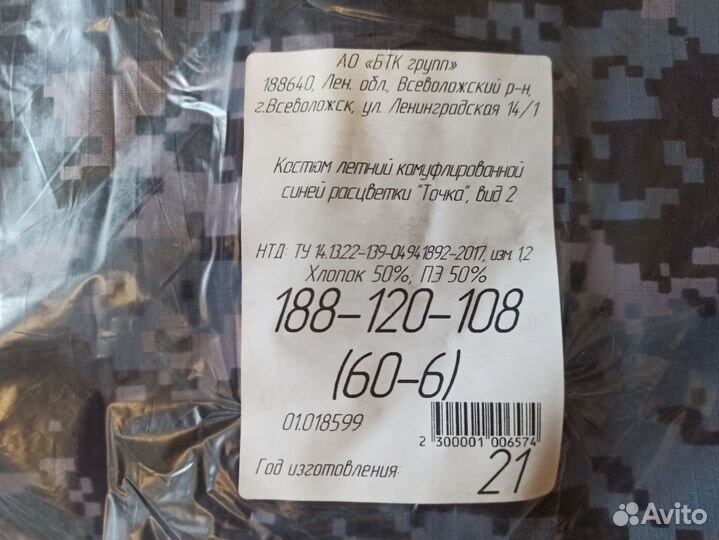 АО «БТК групп»
188640, Лен. обл., Всеволожский р-н,
г.Всеволожск, ул. Ленинградская 14/1
Костюм летний камуфлированной
синей расцветки "Точка", вид 2
НТД: ТУ 14.13.22-139-04941892-2017, изм. 1,2
Хлопок 50%; ПЭ 50%
188-120-108
(60-6)
01.018599
2 300001 006574
Год изготовления: 21
Avito